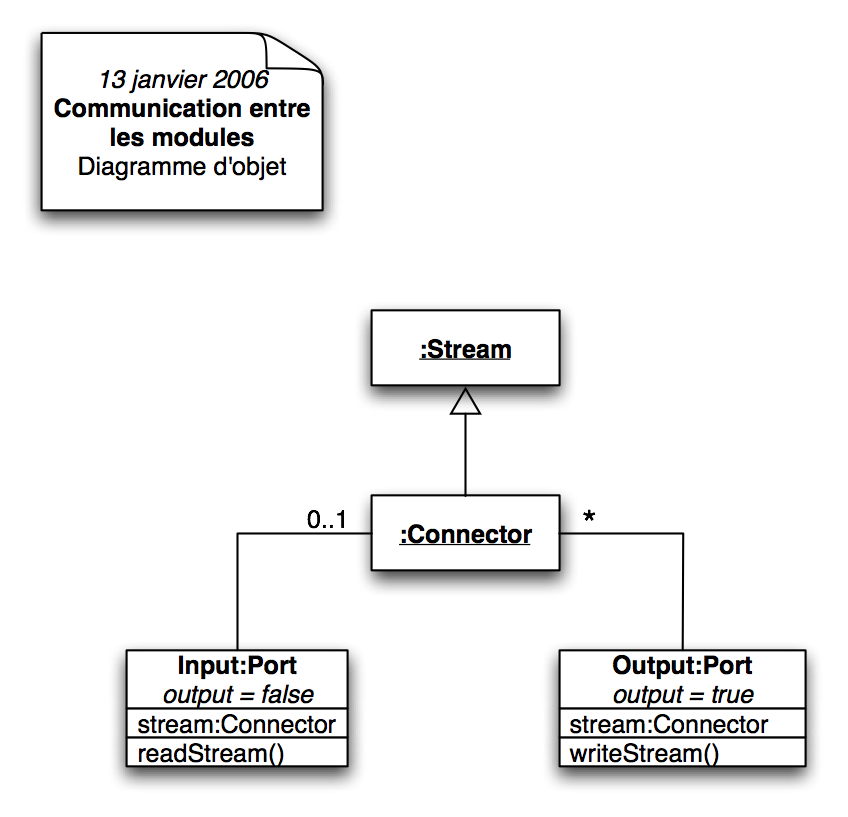 13 janvier 2006
Communication entre
les modules
Diagramme d'objet
:Stream
0..1
:Connector
*
Input:Port
output = false
stream:Connector
readStream()
Output:Port
output = true
stream:Connector
writeStream()